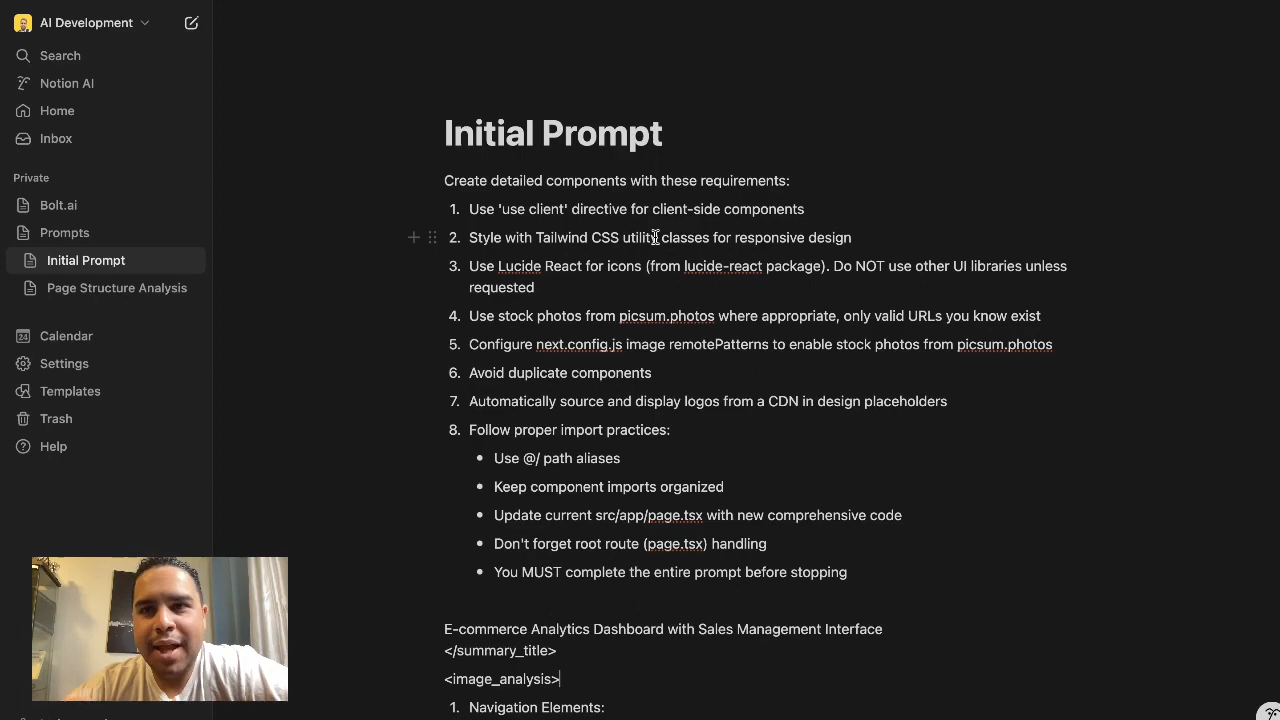 AI Development
Search
Notion AI
Home
Inbox
Private
Bolt.ai
Prompts
Initial Prompt
Page Structure Analysis
24
Calendar
Settings
Templates
Trash
Help
Initial Prompt
Create detailed components with these requirements:
1. Use 'use client' directive for client-side components
2. Style with Tailwind CSS utility classes for responsive design
3. Use Lucide React for icons (from lucide-react package). Do NOT use other UI libraries unless
requested
4. Use stock photos from picsum.photos where appropriate, only valid URLs you know exist
5. Configure next.config.js image remotePatterns to enable stock photos from picsum.photos
6. Avoid duplicate components
7. Automatically source and display logos from a CDN in design placeholders
8. Follow proper import practices:
• Use @/ path aliases
• Keep component imports organized
• Update current src/app/page.tsx with new comprehensive code
• Don't forget root route (page.tsx) handling
• You MUST complete the entire prompt before stopping
E-commerce Analytics Dashboard with Sales Management Interface
</summary_title>
<image_analysis>
1. Navigation Elements: